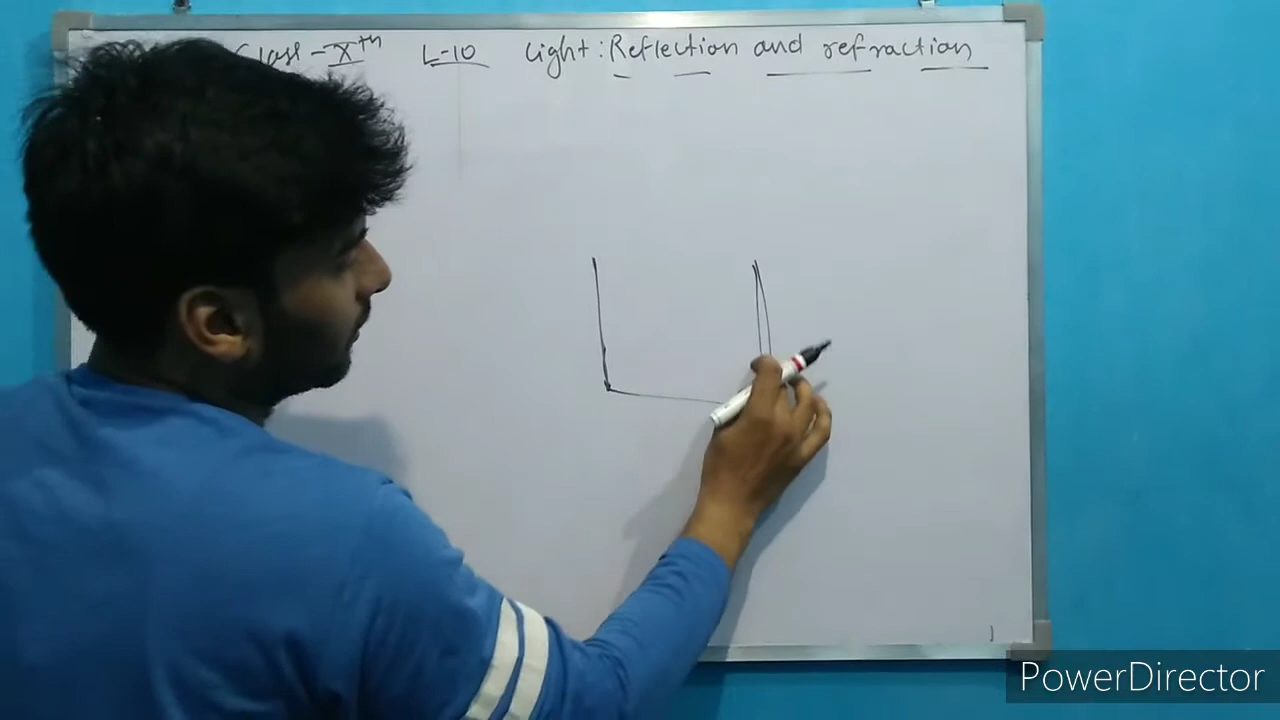 Class - Xth L-10 Light: Reflection and refraction
PowerDirector